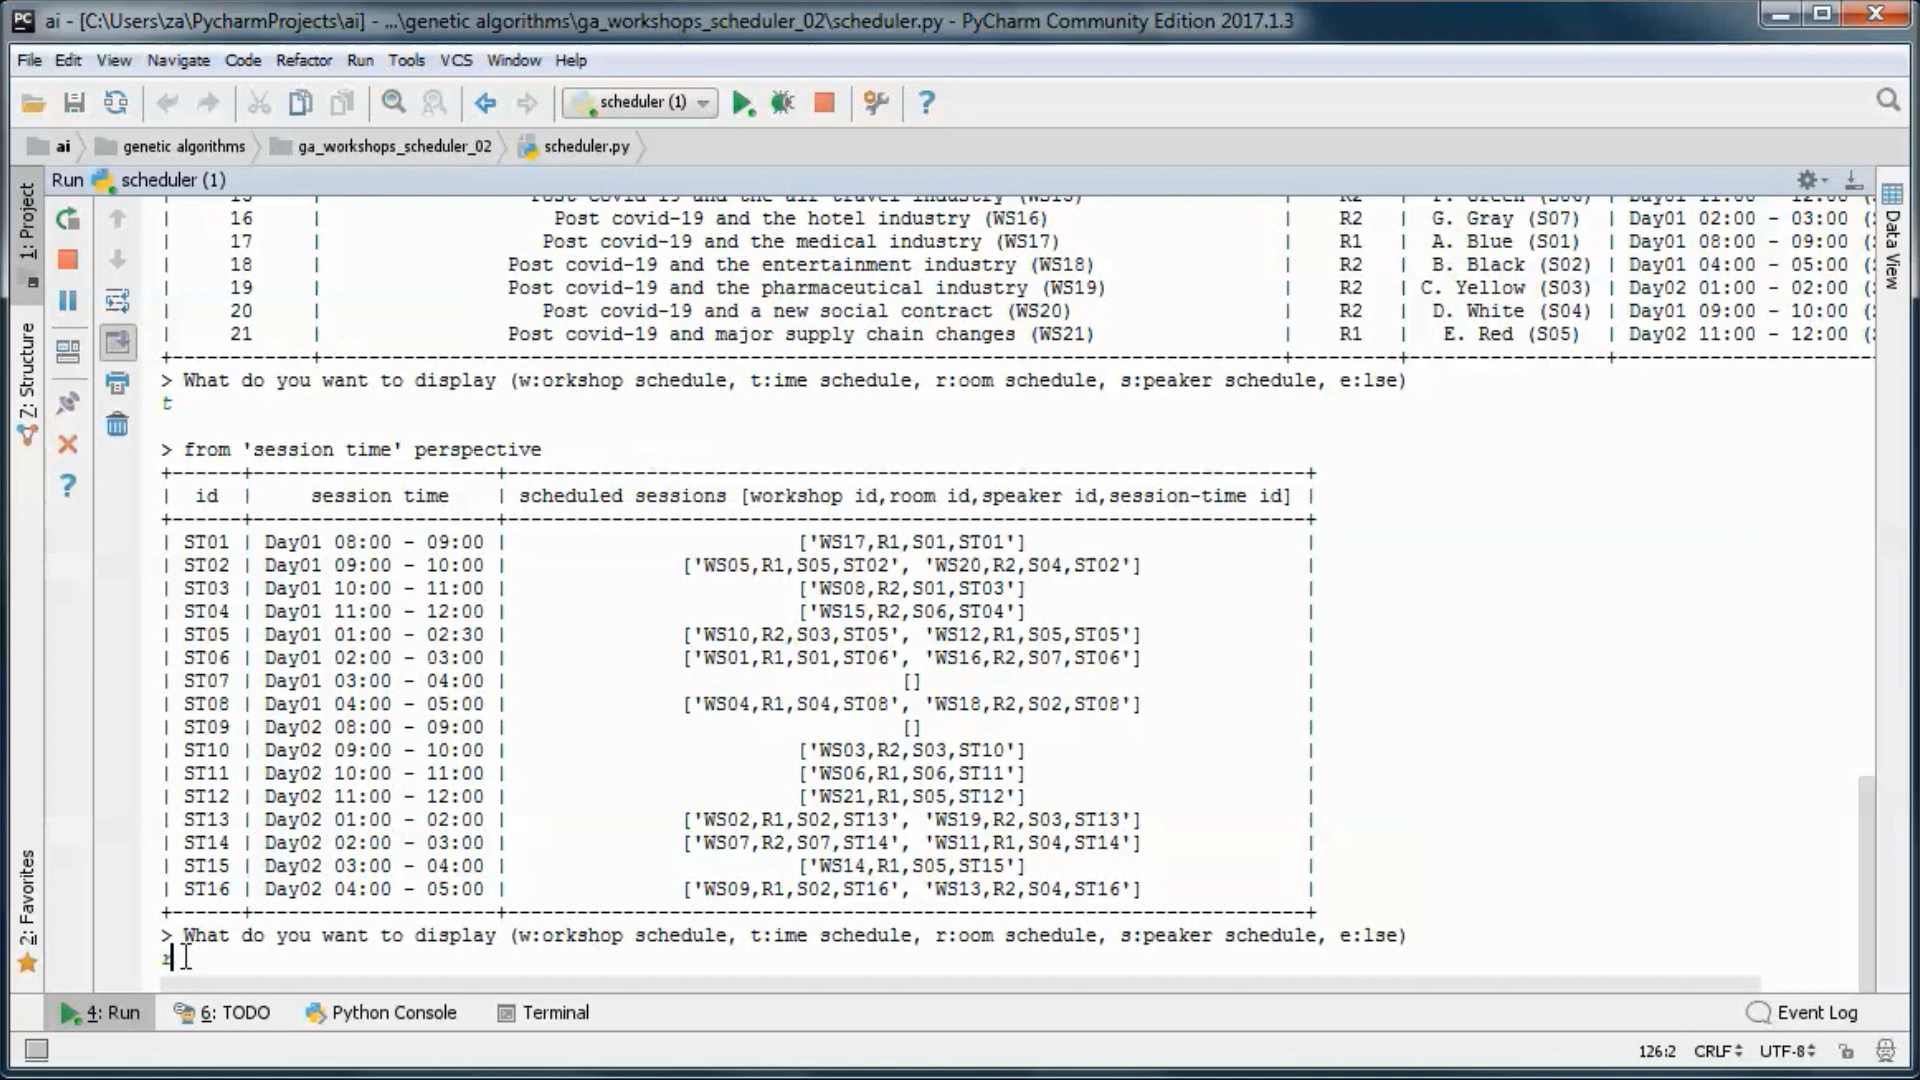 ai - [C:\Users\za\PycharmProjects\ai] - ...\genetic algorithms\ga_workshops_scheduler_02\scheduler.py - PyCharm Community Edition 2017.1.3
File Edit View Navigate Code Refactor Run Tools VCS Window Help
scheduler (1)
ai genetic algorithms ga_workshops_scheduler_02 scheduler.py
Run scheduler (1)
1: Project
Z: Structure
2: Favorites
Data View
| 16 | Post covid-19 and the hotel industry (WS16) | R2 | G. Gray (S07) | Day01 02:00 - 03:00 (
| 17 | Post covid-19 and the medical industry (WS17) | R1 | A. Blue (S01) | Day01 08:00 - 09:00 (
| 18 | Post covid-19 and the entertainment industry (WS18) | R2 | B. Black (S02) | Day01 04:00 - 05:00 (
| 19 | Post covid-19 and the pharmaceutical industry (WS19) | R2 | C. Yellow (S03) | Day02 01:00 - 02:00 (
| 20 | Post covid-19 and a new social contract (WS20) | R2 | D. White (S04) | Day01 09:00 - 10:00 (
| 21 | Post covid-19 and major supply chain changes (WS21) | R1 | E. Red (S05) | Day02 11:00 - 12:00 (
> What do you want to display (w:orkshop schedule, t:ime schedule, r:oom schedule, s:peaker schedule, e:lse)
t
> from 'session time' perspective
| id | session time | scheduled sessions [workshop id,room id,speaker id,session-time id] |
| ST01 | Day01 08:00 - 09:00 | ['WS17,R1,S01,ST01'] |
| ST02 | Day01 09:00 - 10:00 | ['WS05,R1,S05,ST02', 'WS20,R2,S04,ST02'] |
| ST03 | Day01 10:00 - 11:00 | ['WS08,R2,S01,ST03'] |
| ST04 | Day01 11:00 - 12:00 | ['WS15,R2,S06,ST04'] |
| ST05 | Day01 01:00 - 02:30 | ['WS10,R2,S03,ST05', 'WS12,R1,S05,ST05'] |
| ST06 | Day01 02:00 - 03:00 | ['WS01,R1,S01,ST06', 'WS16,R2,S07,ST06'] |
| ST07 | Day01 03:00 - 04:00 | [] |
| ST08 | Day01 04:00 - 05:00 | ['WS04,R1,S04,ST08', 'WS18,R2,S02,ST08'] |
| ST09 | Day02 08:00 - 09:00 | [] |
| ST10 | Day02 09:00 - 10:00 | ['WS03,R2,S03,ST10'] |
| ST11 | Day02 10:00 - 11:00 | ['WS06,R1,S06,ST11'] |
| ST12 | Day02 11:00 - 12:00 | ['WS21,R1,S05,ST12'] |
| ST13 | Day02 01:00 - 02:00 | ['WS02,R1,S02,ST13', 'WS19,R2,S03,ST13'] |
| ST14 | Day02 02:00 - 03:00 | ['WS07,R2,S07,ST14', 'WS11,R1,S04,ST14'] |
| ST15 | Day02 03:00 - 04:00 | ['WS14,R1,S05,ST15'] |
| ST16 | Day02 04:00 - 05:00 | ['WS09,R1,S02,ST16', 'WS13,R2,S04,ST16'] |
> What do you want to display (w:orkshop schedule, t:ime schedule, r:oom schedule, s:peaker schedule, e:lse)
r
4: Run 6: TODO Python Console Terminal Event Log
126:2 CRLF UTF-8